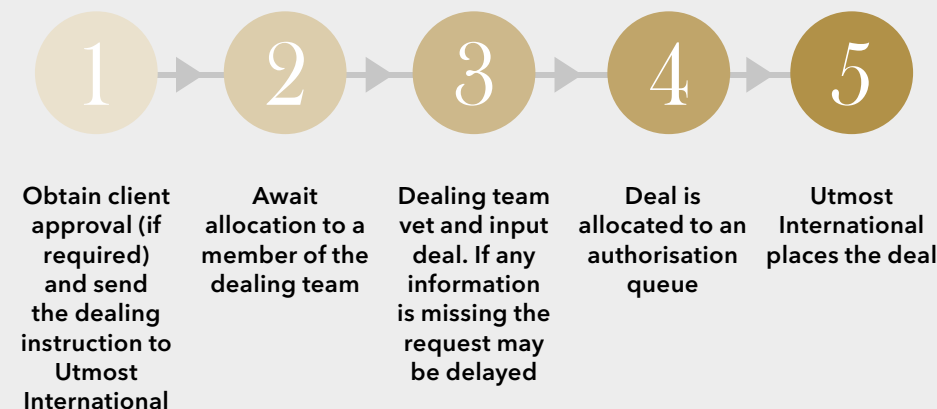 1
2
3
4
5
Obtain client
approval (if
required)
and send
the dealing
instruction to
Utmost
International
Await
allocation to a
member of the
dealing team
Dealing team
vet and input
deal. If any
information
is missing the
request may
be delayed
Deal is
allocated to an
authorisation
queue
Utmost
International
places the deal